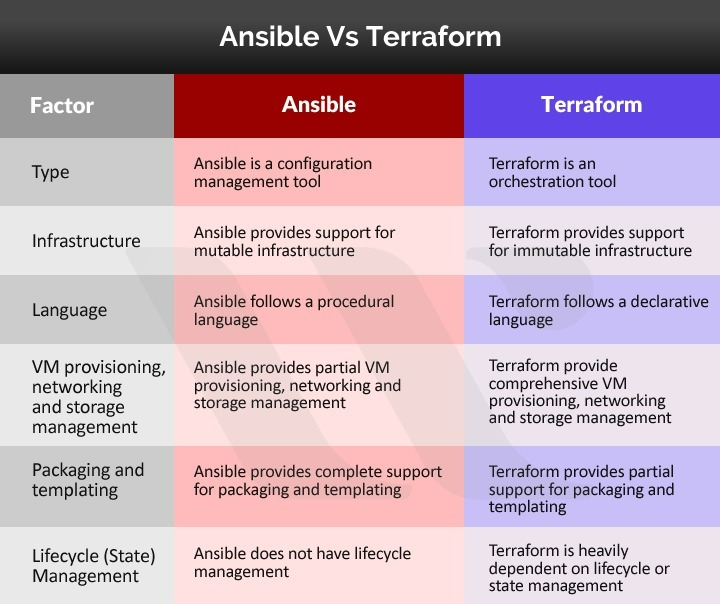 Ansible Vs Terraform
Factor
Ansible
Terraform
Type
Ansible is a configuration
management tool
Terraform is an
orchestration tool
Infrastructure
Ansible provides support for
mutable infrastructure
Terraform provides support
for immutable infrastructure
Language
Ansible follows a procedural
language
Terraform follows a declarative
language
VM provisioning,
networking
and storage
management
Ansible provides partial VM
provisioning, networking and
storage management
Terraform provide
comprehensive VM
provisioning, networking
and storage management
Packaging and
templating
Ansible provides complete support
for packaging and templating
Terraform provides partial
support for packaging and
templating
Lifecycle (State)
Management
Ansible does not have lifecycle
management
Terraform is heavily
dependent on lifecycle or
state management